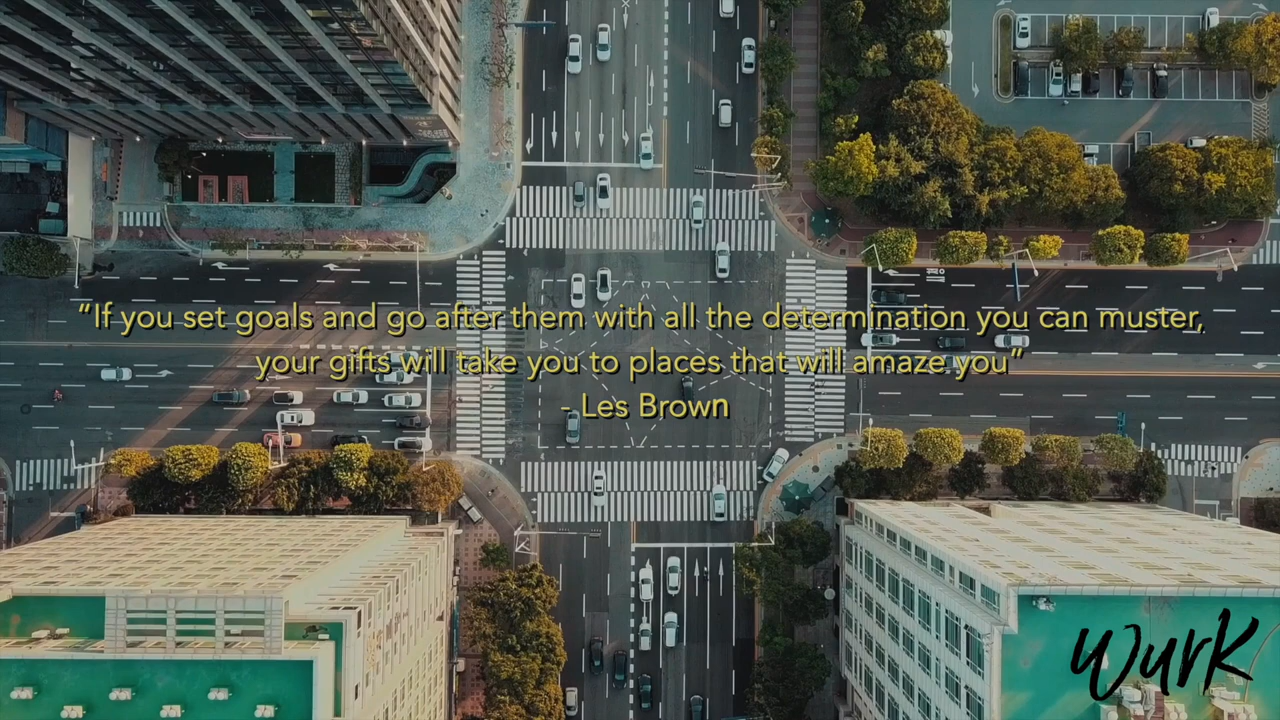 “If you set goals and go after them with all the determination you can muster,
your gifts will take you to places that will amaze you”
- Les Brown
WurK